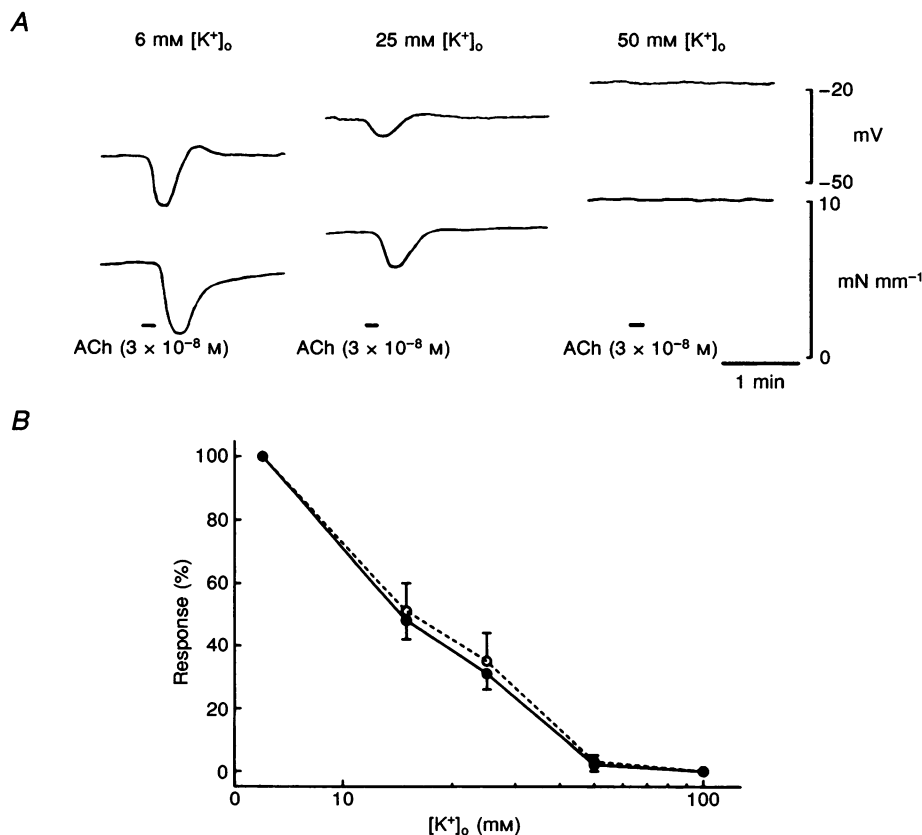 A
6 mM [K⁺]ₒ
25 mM [K⁺]ₒ
50 mM [K⁺]ₒ
−20
mV
−50
10
mN mm⁻¹
0
ACh (3 × 10⁻⁸ M)
ACh (3 × 10⁻⁸ M)
ACh (3 × 10⁻⁸ M)
1 min
B
100
80
60
40
20
0
Response (%)
0
10
100
[K⁺]ₒ (mM)